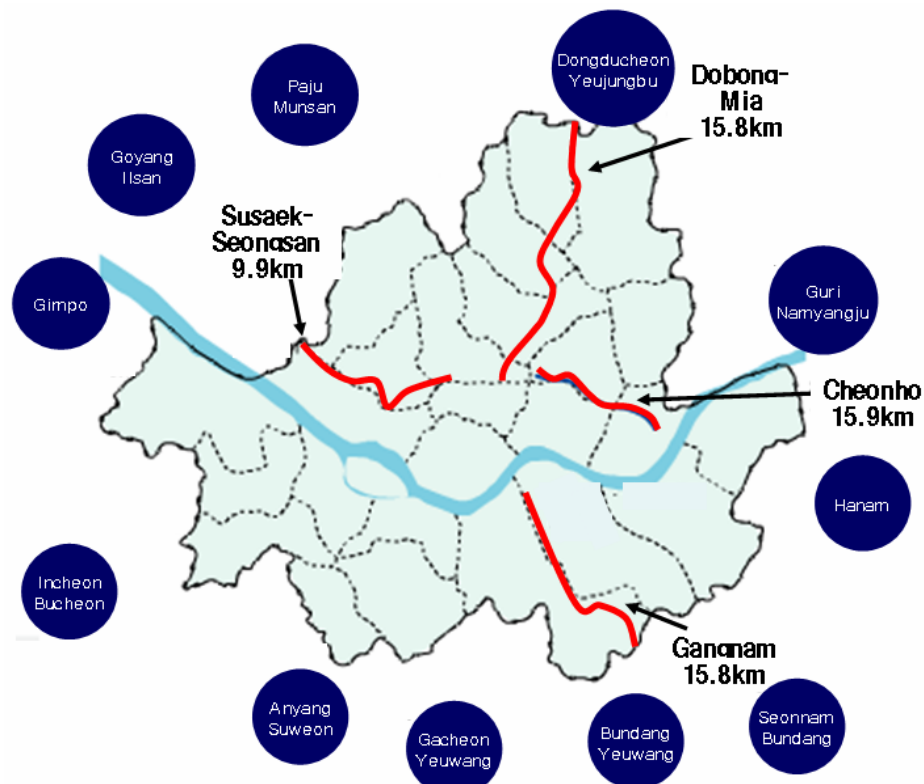 Dongducheon
Yeujungbu
Paju
Munsan
Dobong-
Mia
15.8km
Goyang
Ilsan
Susaek-
Seongsan
9.9km
Gimpo
Guri
Namyangju
Cheonho
15.9km
Hanam
Incheon
Bucheon
Gangnam
15.8km
Anyang
Suweon
Gacheon
Yeuwang
Bundang
Yeuwang
Seonnam
Bundang